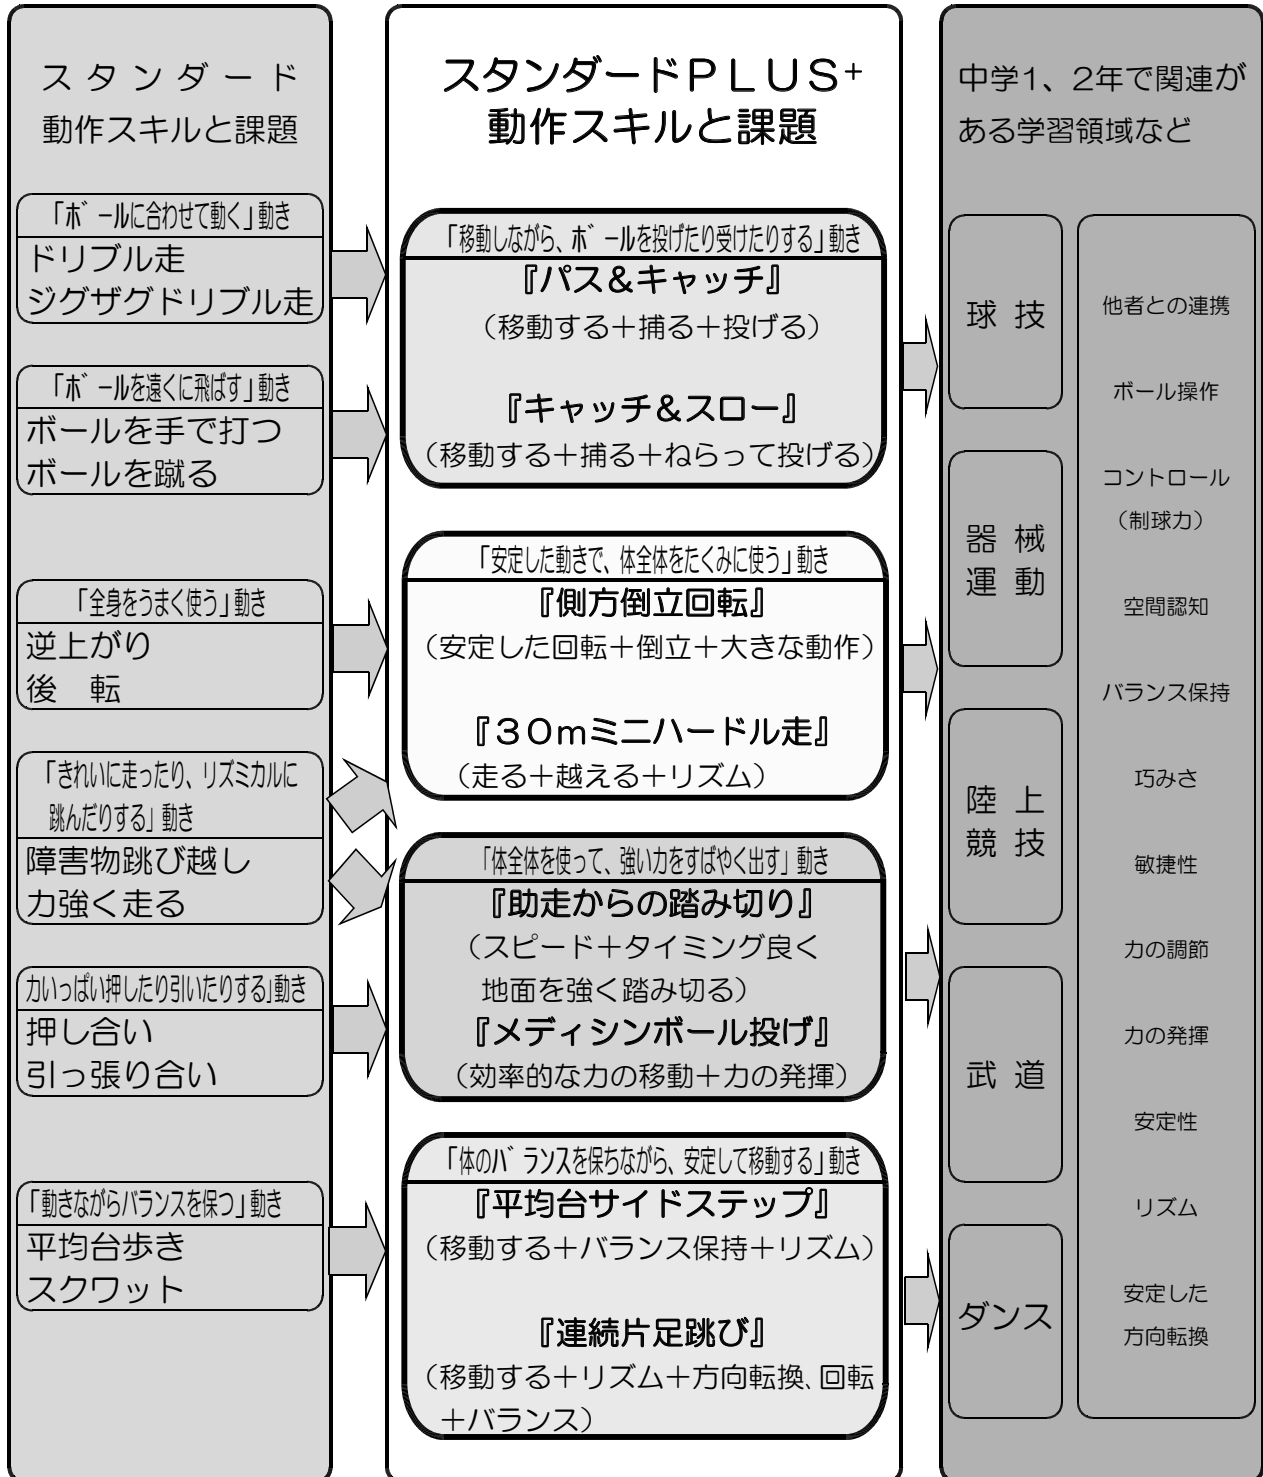 スタンダード
動作スキルと課題
「ボールに合わせて動く」動き
ドリブル走
ジグザグドリブル走
「ボールを遠くに飛ばす」動き
ボールを手で打つ
ボールを蹴る
「全身をうまく使う」動き
逆上がり
後　転
「きれいに走ったり、リズミカルに
跳んだりする」動き
障害物跳び越し
力強く走る
力いっぱい押したり引いたりする」動き
押し合い
引っ張り合い
「動きながらバランスを保つ」動き
平均台歩き
スクワット
スタンダードＰＬＵＳ+
動作スキルと課題
「移動しながら、ボールを投げたり受けたりする」動き
『パス＆キャッチ』
（移動する＋捕る＋投げる）
『キャッチ＆スロー』
（移動する＋捕る＋ねらって投げる）
「安定した動きで、体全体をたくみに使う」動き
『側方倒立回転』
（安定した回転＋倒立＋大きな動作）
『３０ｍミニハードル走』
（走る＋越える＋リズム）
「体全体を使って、強い力をすばやく出す」動き
『助走からの踏み切り』
（スピード＋タイミング良く
地面を強く踏み切る）
『メディシンボール投げ』
（効率的な力の移動＋力の発揮）
「体のバランスを保ちながら、安定して移動する」動き
『平均台サイドステップ』
（移動する＋バランス保持＋リズム）
『連続片足跳び』
（移動する＋リズム＋方向転換、回転
＋バランス）
中学1、2年で関連が
ある学習領域など
球 技
器 械
運 動
陸 上
競 技
武 道
ダンス
他者との連携
ボール操作
コントロール
（制球力）
空間認知
バランス保持
巧みさ
敏捷性
力の調節
力の発揮
安定性
リズム
安定した
方向転換